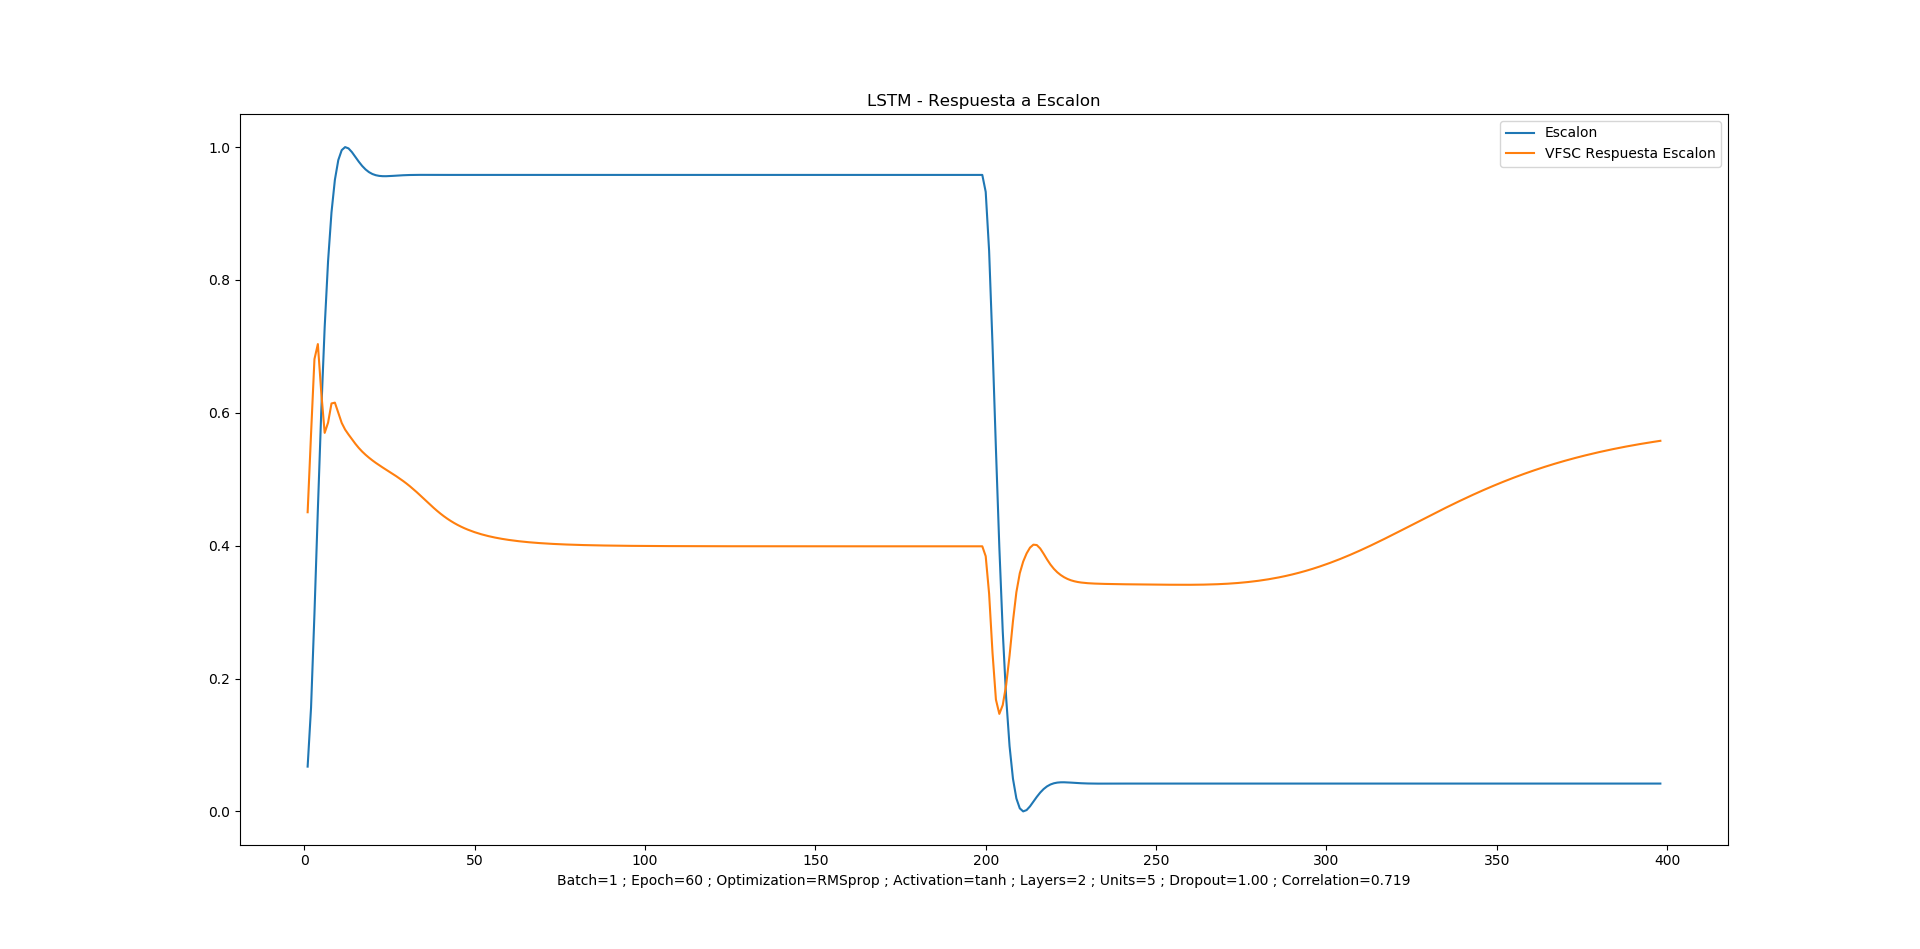 LSTM - Respuesta a Escalon
Escalon
VFSC Respuesta Escalon
1.0
0.8
0.6
0.4
0.2
0.0
0 50 100 150 200 250 300 350 400
Batch=1 ; Epoch=60 ; Optimization=RMSprop ; Activation=tanh ; Layers=2 ; Units=5 ; Dropout=1.00 ; Correlation=0.719